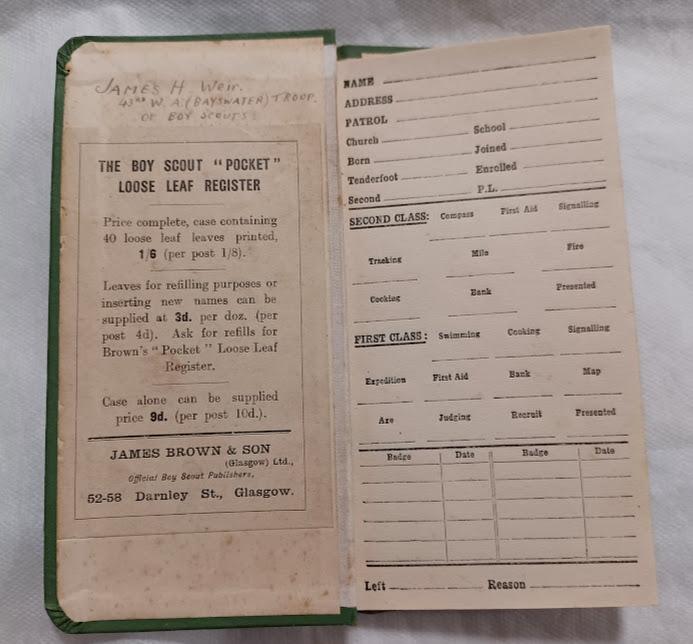 JAMES H Weir.
43RD W. A. (BAYSWATER) TROOP.
OF BOY SCOUTS
THE BOY SCOUT "POCKET"
LOOSE LEAF REGISTER
Price complete, case containing
40 loose leaf leaves printed,
1/6 (per post 1/8).
Leaves for refilling purposes or
inserting new names can be
supplied at 3d. per doz. (per
post 4d). Ask for refills for
Brown's "Pocket" Loose Leaf
Register.
Case alone can be supplied
price 9d. (per post 10d.).
JAMES BROWN & SON
(Glasgow) Ltd.,
Official Boy Scout Publishers,
52-58 Darnley St., Glasgow.
NAME
ADDRESS
PATROL
Church School
Born Joined
Tenderfoot Enrolled
Second P.L.
SECOND CLASS: Compass First Aid Signalling
Tracking Mile Fire
Cooking Bank Presented
FIRST CLASS: Swimming Cooking Signalling
Expedition First Aid Bank Map
Axe Judging Recruit Presented
Badge Date Badge Date
Left Reason